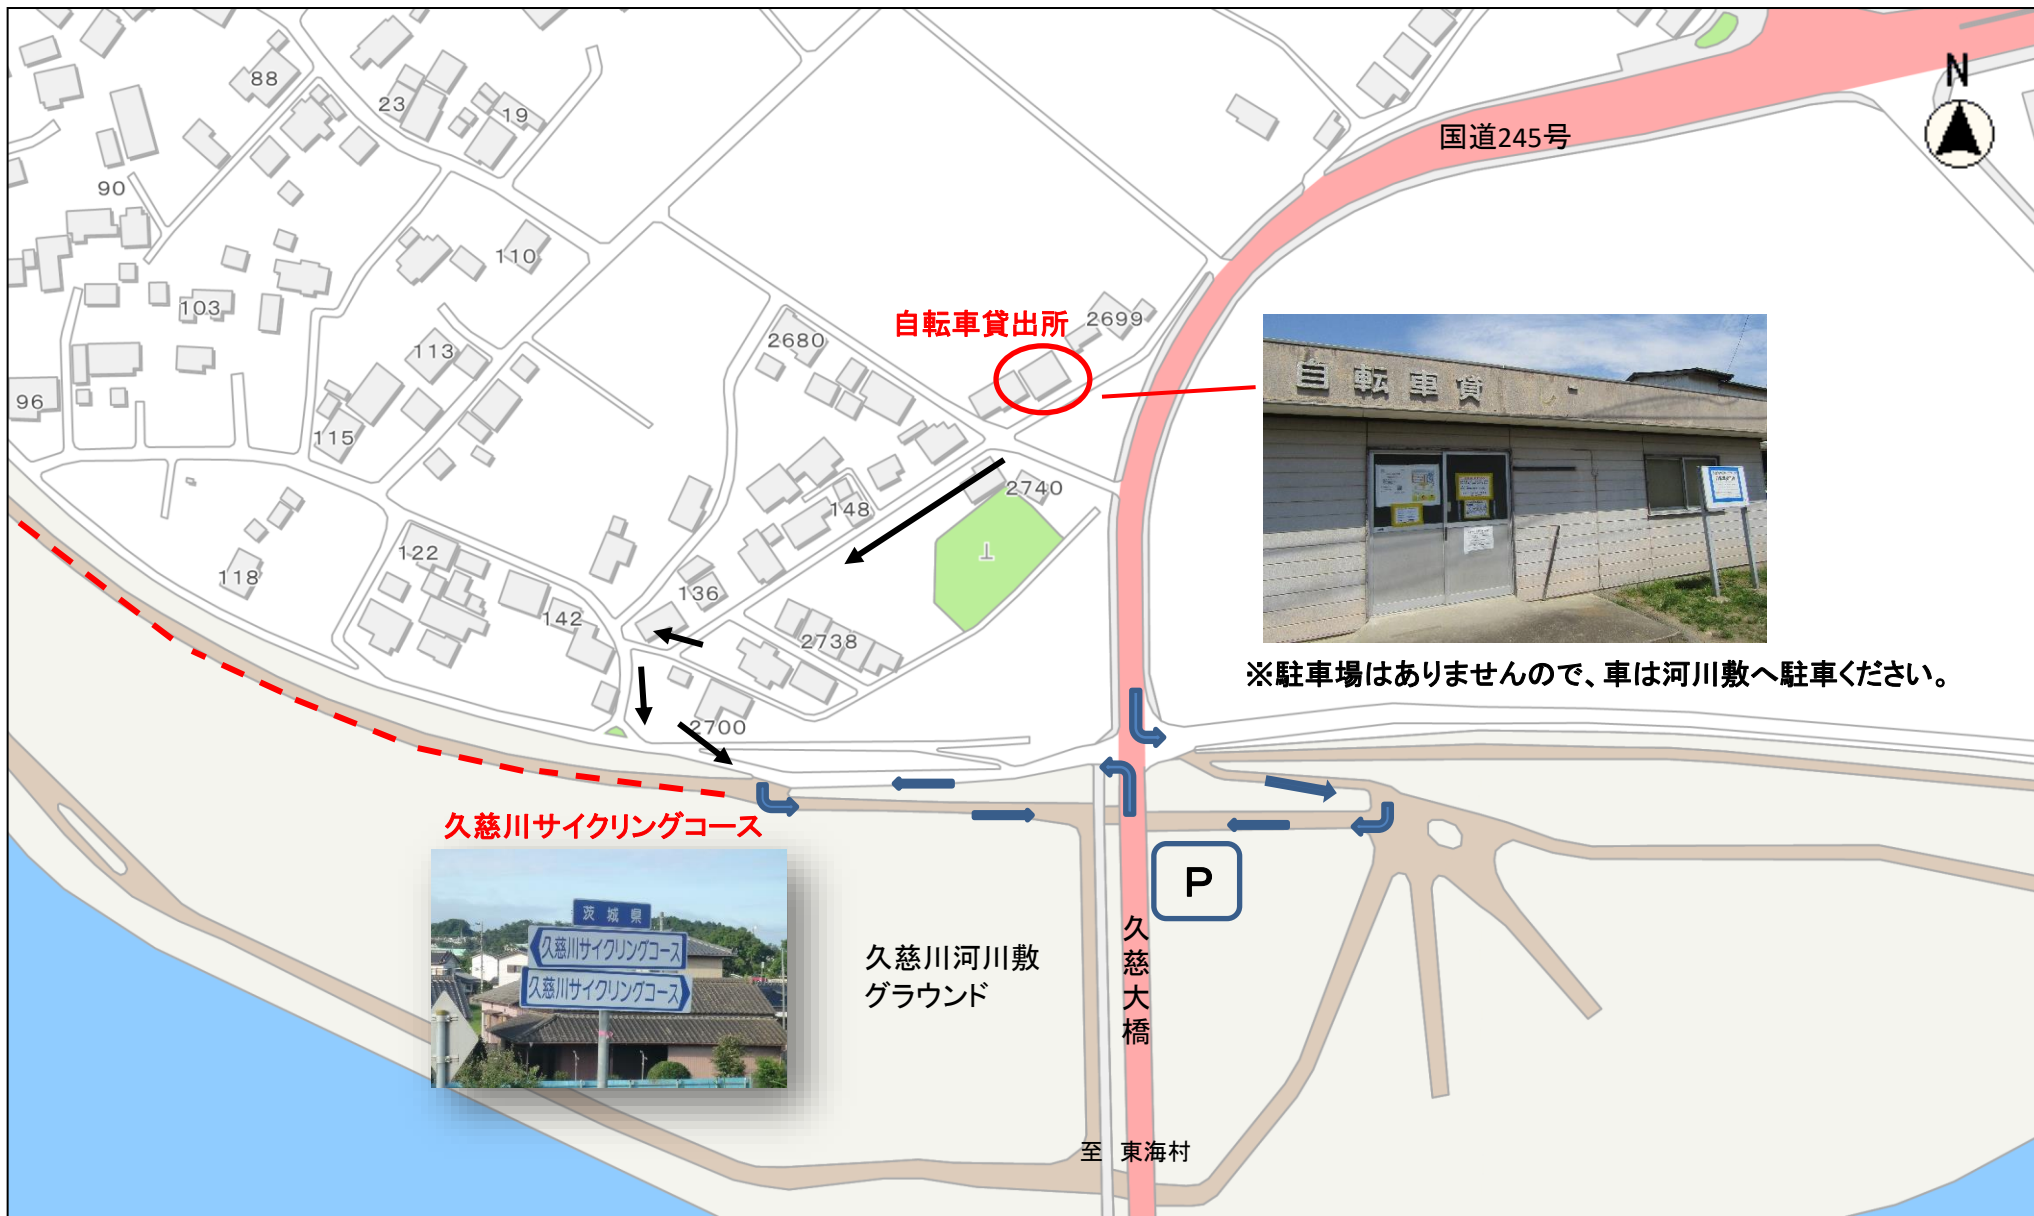 88
23
19
N
国道245号
90
110
103
自転車貸出所
2699
2680
113
自転車貸
96
115
2740
148
122
118
136
142
2738
※駐車場はありませんので、車は河川敷へ駐車ください。
2700
久慈川サイクリングコース
P
茨城県
久慈川サイクリングコース
久慈川サイクリングコース
久慈川河川敷
グラウンド
久慈大橋
至 東海村